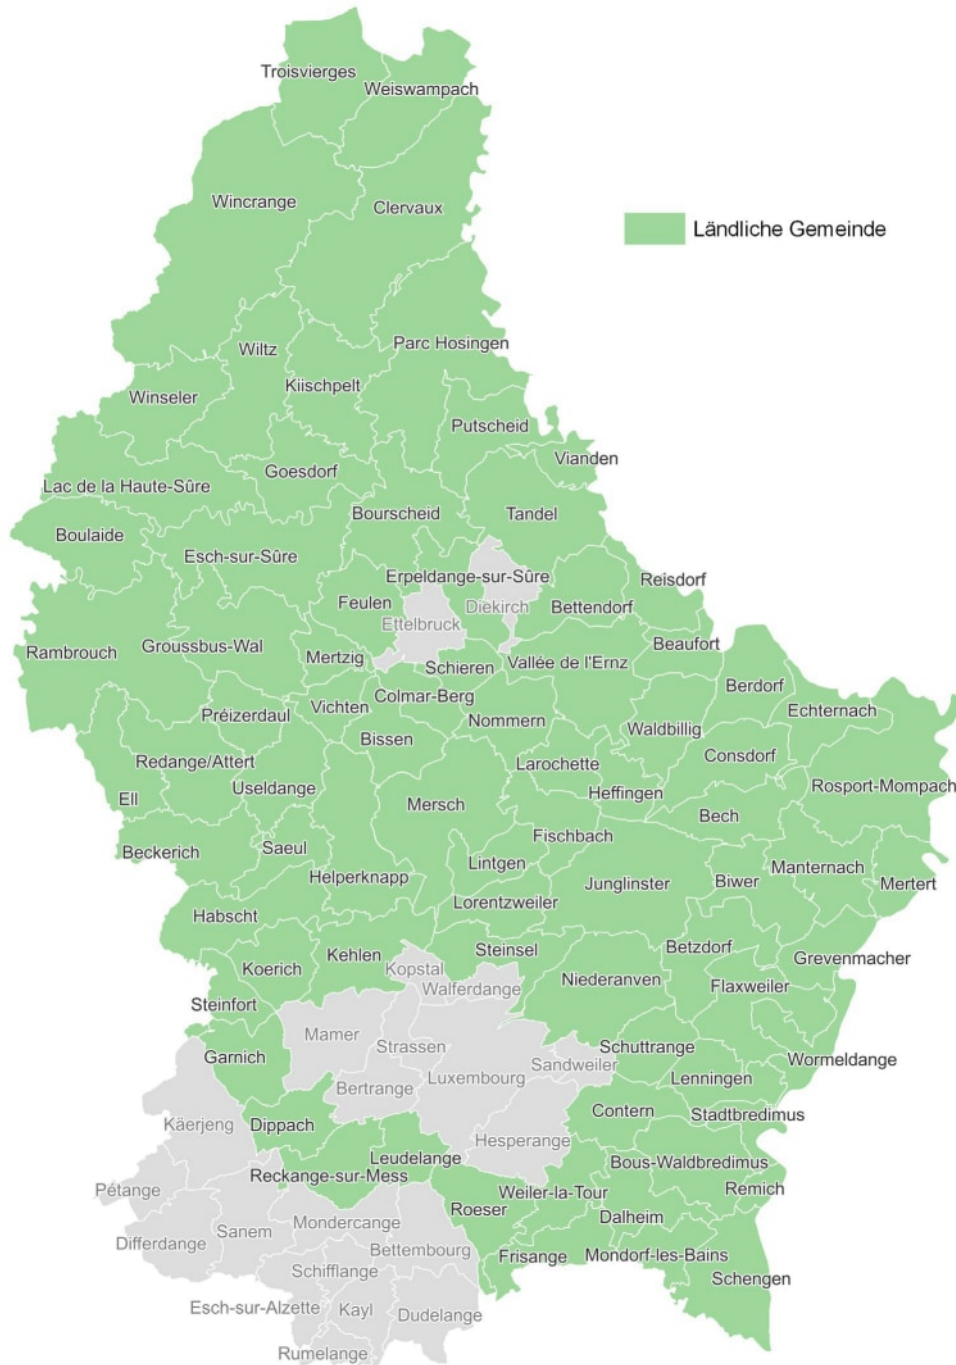 Troisvierges
Weiswampach
Wincrange
Clervaux
Ländliche Gemeinde
Parc Hosingen
Wiltz
Kiischpelt
Winseler
Putscheid
Vianden
Goesdorf
Lac de la Haute-Sûre
Bourscheid
Tandel
Boulaide
Esch-sur-Sûre
Erpeldange-sur-Sûre
Reisdorf
Feulen
Diekirch
Bettendorf
Ettelbruck
Rambrouch
Groussbus-Wal
Mertzig
Beaufort
Schieren
Vallée de l'Ernz
Berdorf
Colmar-Berg
Vichten
Préizerdaul
Nommern
Waldbillig
Echternach
Bissen
Redange/Attert
Larochette
Consdorf
Useldange
Heffingen
Rosport-Mompach
Ell
Mersch
Bech
Fischbach
Beckerich
Saeul
Lintgen
Manternach
Helperknapp
Junglinster
Biwer
Mertert
Lorentzweiler
Habscht
Kehlen
Steinsel
Betzdorf
Grevenmacher
Koerich
Kopstal
Niederanven
Walferdange
Flaxweiler
Steinfort
Mamer
Strassen
Schuttrange
Garnich
Sandweiler
Wormeldange
Bertrange
Luxembourg
Lenningen
Contern
Stadtbredimus
Käerjeng
Dippach
Hesperange
Leudelange
Bous-Waldbredimus
Reckange-sur-Mess
Pétange
Weiler-la-Tour
Remich
Roeser
Sanem
Mondercange
Dalheim
Differdange
Bettembourg
Frisange
Mondorf-les-Bains
Schifflange
Schengen
Esch-sur-Alzette
Kayl
Dudelange
Rumelange